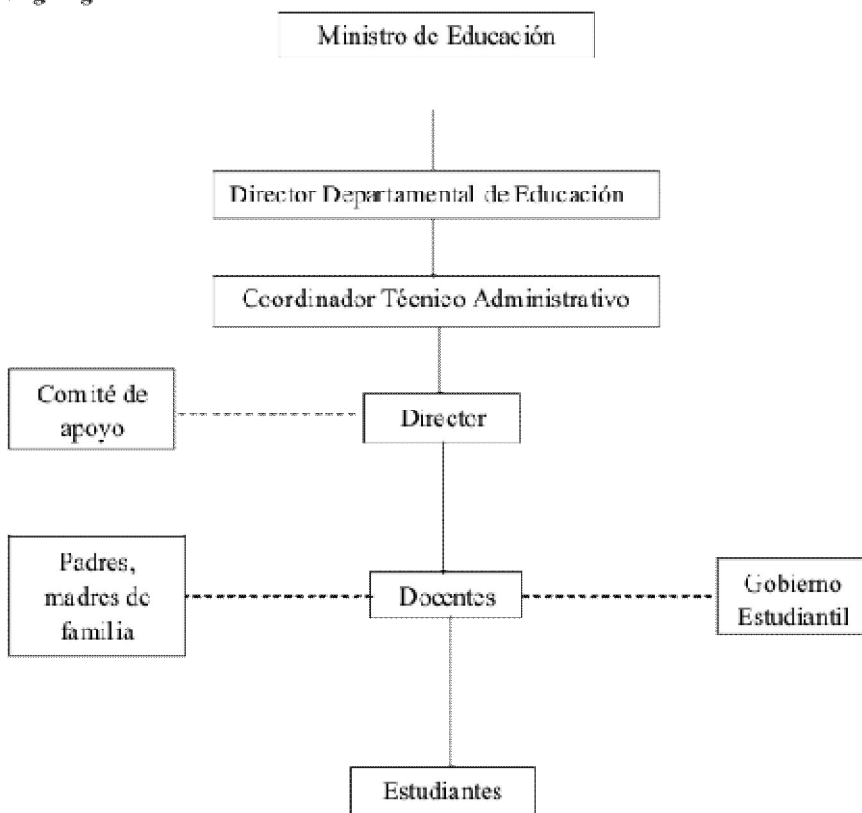 Ministro de Educación
Director Departamental de Educación
Coordinador Técnico Administrativo
Comité de
apoyo
Director
Padres,
madres de
familia
Docentes
Gobierno
Estudiantil
Estudiantes